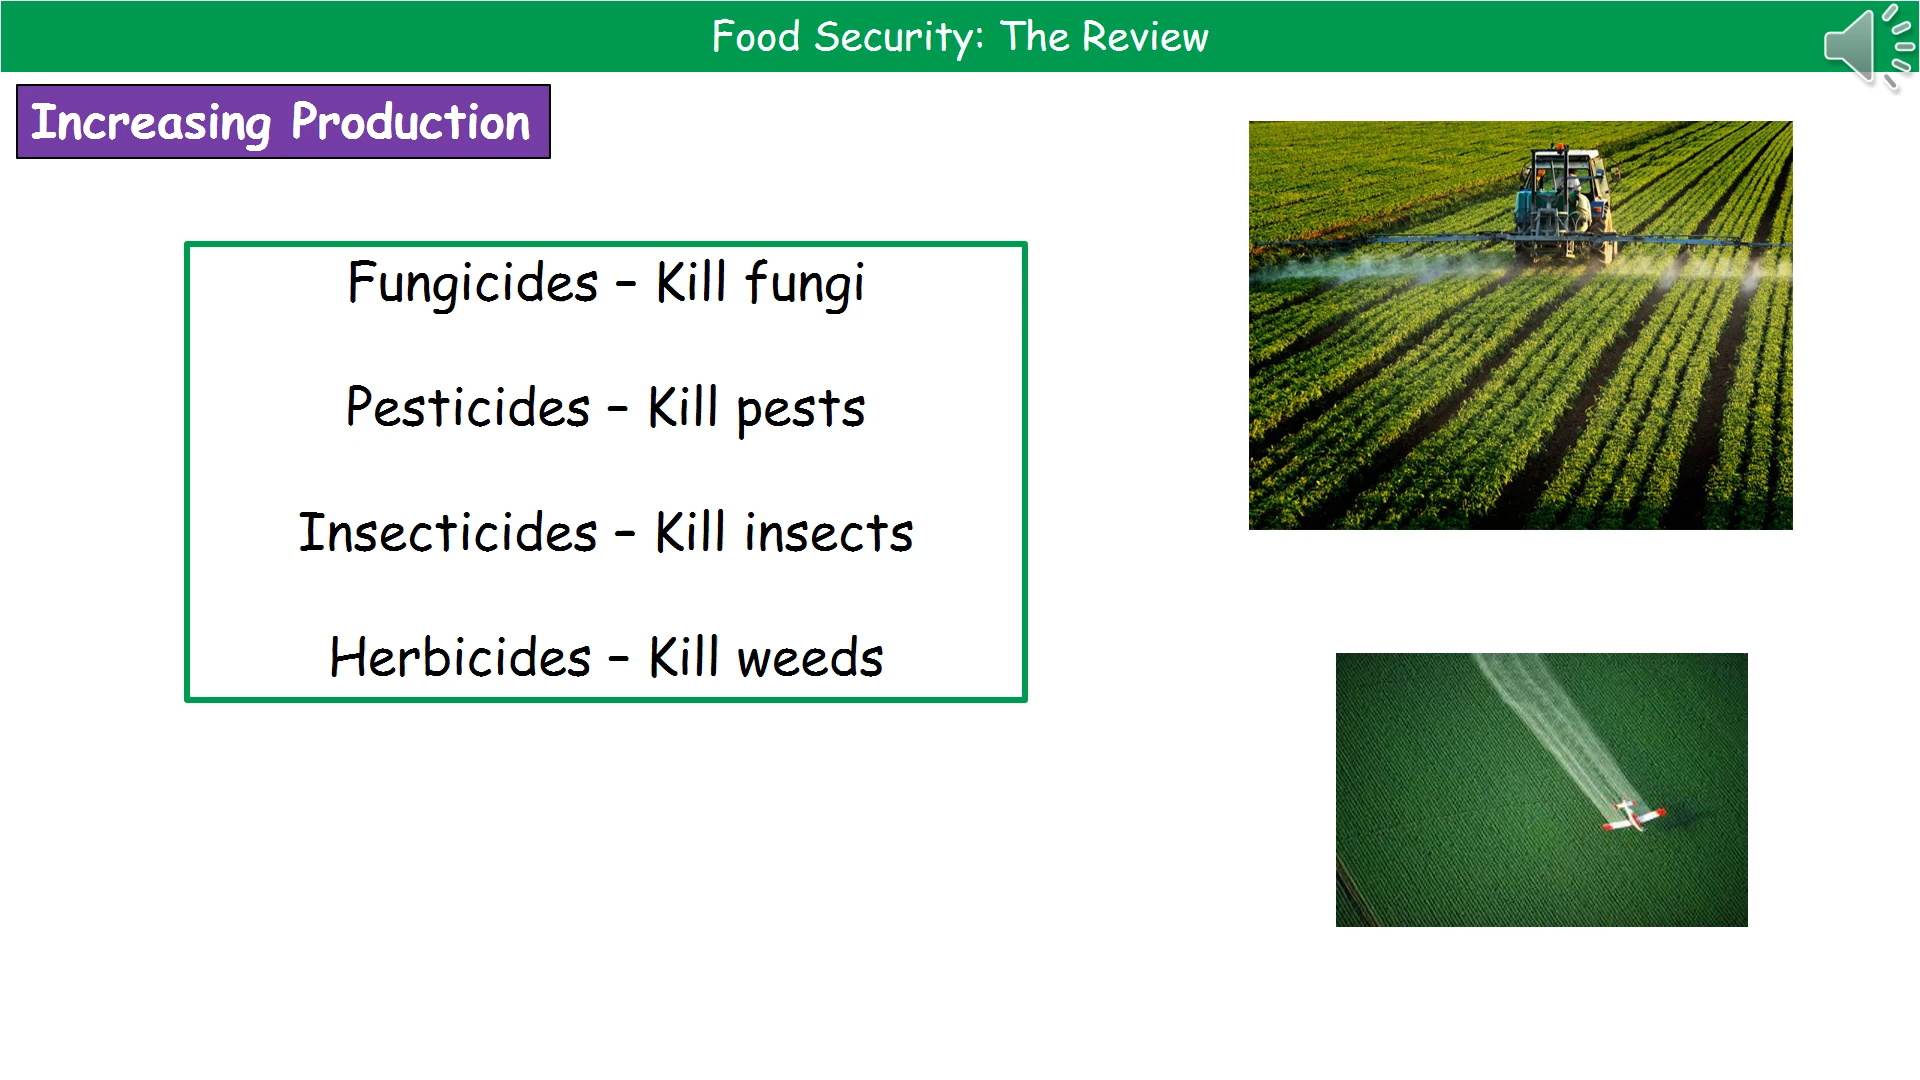 Food Security: The Review
Increasing Production
Fungicides – Kill fungi
Pesticides – Kill pests
Insecticides – Kill insects
Herbicides – Kill weeds